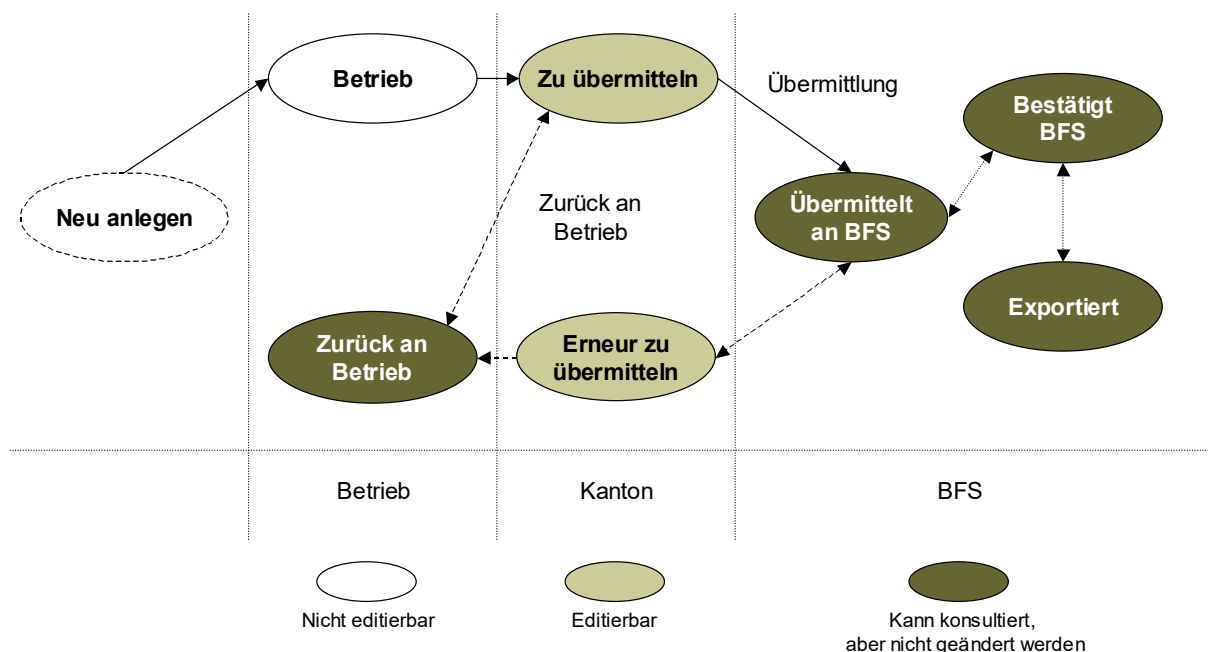 Betrieb
Zu übermitteln
Übermittlung
Bestätigt
BFS
Neu anlegen
Zurück an
Betrieb
Übermittelt
an BFS
Exportiert
Zurück an
Betrieb
Erneur zu
übermitteln
Betrieb
Kanton
BFS
Nicht editierbar
Editierbar
Kann konsultiert,
aber nicht geändert werden